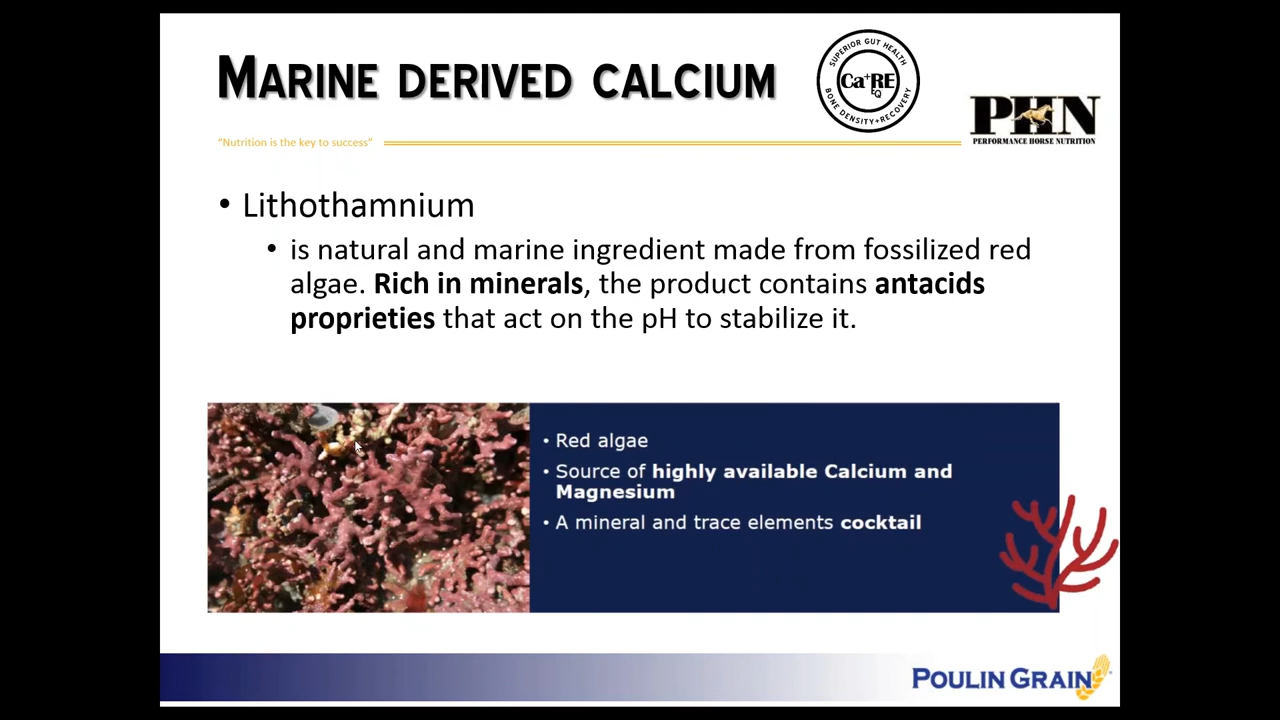 MARINE DERIVED CALCIUM
SUPERIOR GUT HEALTH
Ca+RE
EQ
BONE DENSITY+RECOVERY
PHN
PERFORMANCE HORSE NUTRITION
“Nutrition is the key to success”
• Lithothamnium
• is natural and marine ingredient made from fossilized red
algae. Rich in minerals, the product contains antacids
proprieties that act on the pH to stabilize it.
• Red algae
• Source of highly available Calcium and
Magnesium
• A mineral and trace elements cocktail
POULIN GRAIN